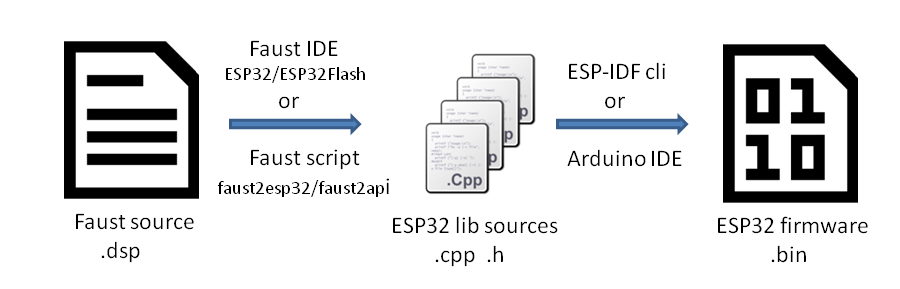 Faust IDE
ESP32/ESP32Flash
or
Faust script
faust2esp32/faust2api
Faust source
.dsp
.Cpp
ESP32 lib sources
.cpp .h
ESP-IDF cli
or
Arduino IDE
01
10
ESP32 firmware
.bin